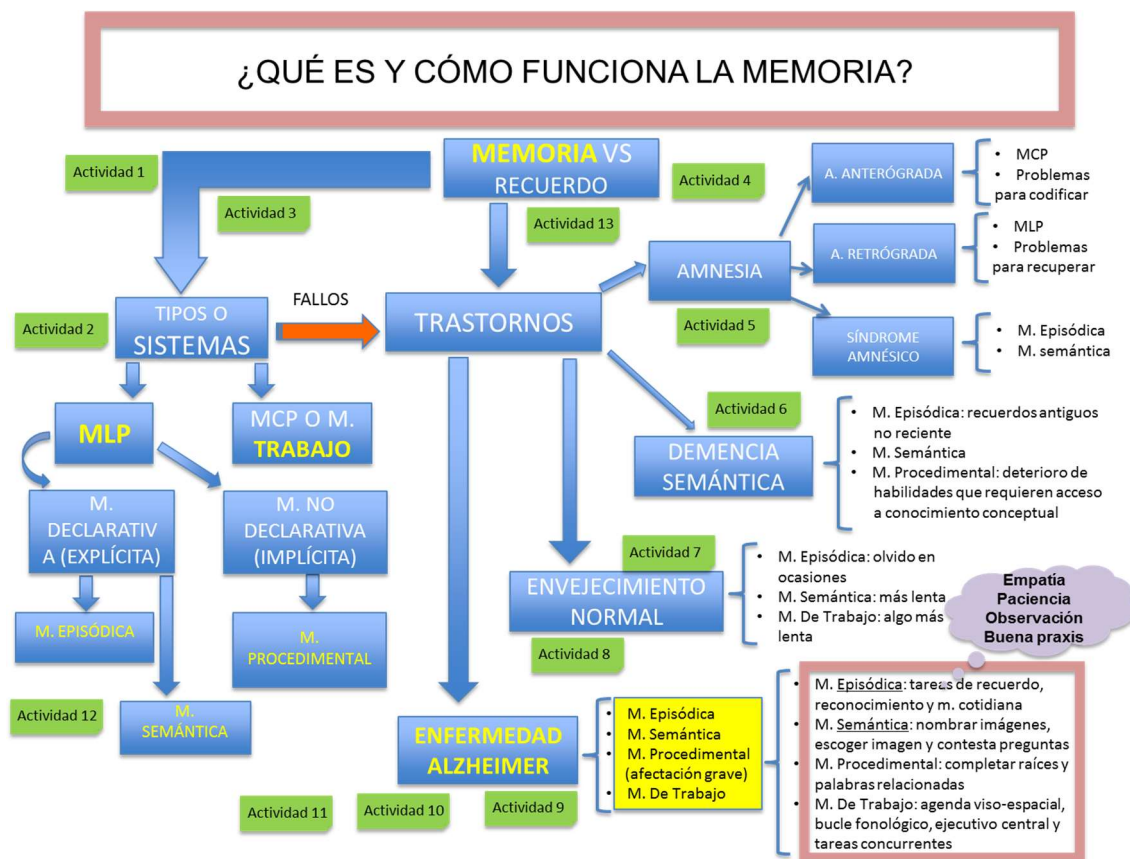 ¿QUÉ ES Y CÓMO FUNCIONA LA MEMORIA?
Actividad 1
Actividad 3
MEMORIA VS
RECUERDO
Actividad 4
Actividad 13
A. ANTERÓGRADA
• MCP
• Problemas
para codificar
A. RETRÓGRADA
• MLP
• Problemas
para recuperar
AMNESIA
Actividad 5
SÍNDROME
AMNÉSICO
• M. Episódica
• M. semántica
Actividad 2
TIPOS O
SISTEMAS
FALLOS
TRASTORNOS
MLP
MCP O M.
TRABAJO
Actividad 6
DEMENCIA
SEMÁNTICA
• M. Episódica: recuerdos antiguos
no reciente
• M. Semántica
• M. Procedimental: deterioro de
habilidades que requieren acceso
a conocimiento conceptual
M.
DECLARATIV
A (EXPLÍCITA)
M. NO
DECLARATIVA
(IMPLÍCITA)
Actividad 7
ENVEJECIMIENTO
NORMAL
Actividad 8
• M. Episódica: olvido en
ocasiones
• M. Semántica: más lenta
• M. De Trabajo: algo más
lenta
Empatía
Paciencia
Observación
Buena praxis
M. EPISÓDICA
M.
PROCEDIMENTAL
Actividad 12
M.
SEMÁNTICA
ENFERMEDAD
ALZHEIMER
Actividad 11
Actividad 10
Actividad 9
• M. Episódica
• M. Semántica
• M. Procedimental
(afectación grave)
• M. De Trabajo
• M. Episódica: tareas de recuerdo,
reconocimiento y m. cotidiana
• M. Semántica: nombrar imágenes,
escoger imagen y contesta preguntas
• M. Procedimental: completar raíces y
palabras relacionadas
• M. De Trabajo: agenda viso-espacial,
bucle fonológico, ejecutivo central y
tareas concurrentes